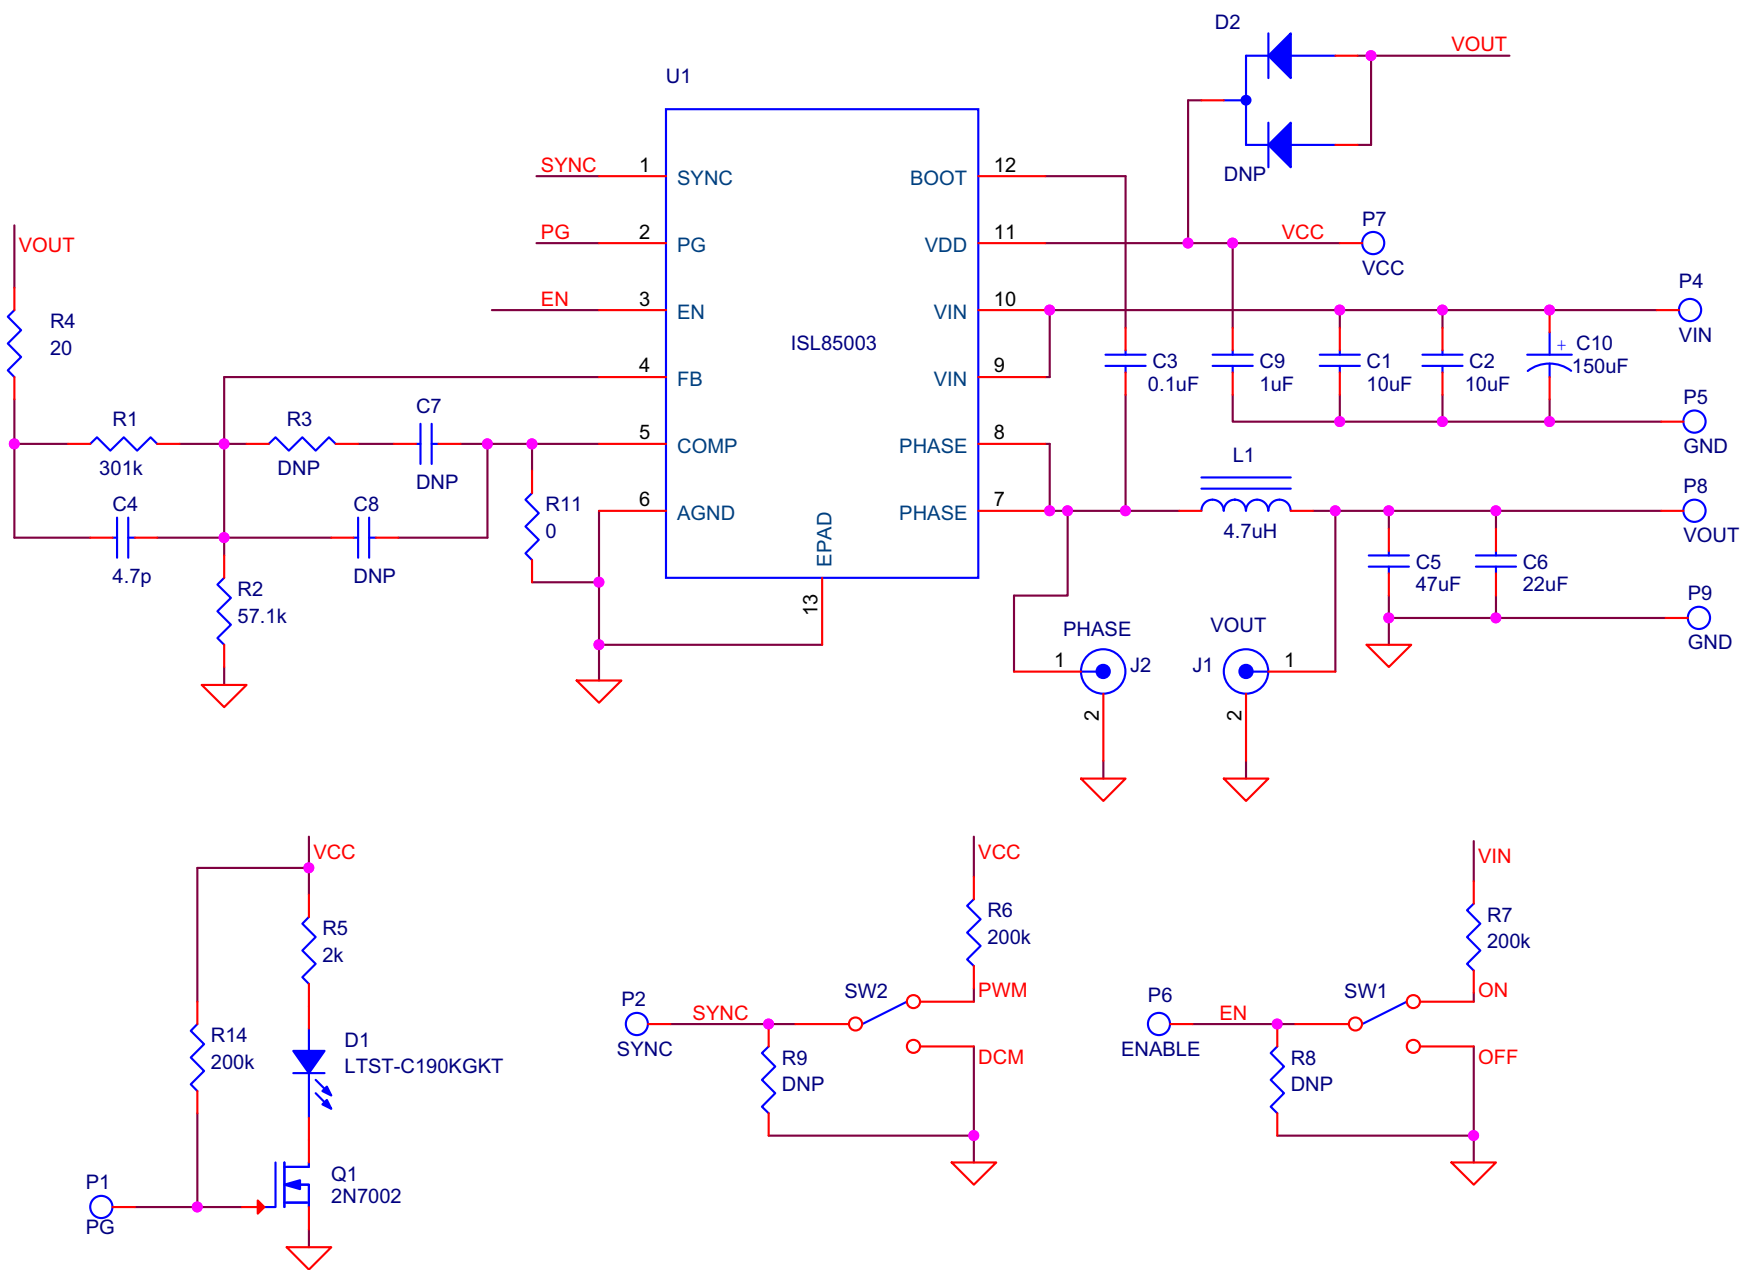 D2
VOUT
DNP
U1
SYNC
1
SYNC
PG
2
PG
EN
3
EN
4
FB
5
COMP
6
AGND
ISL85003
EPAD
13
BOOT
12
VDD
11
VIN
10
VIN
9
PHASE
8
PHASE
7
VCC
P7
VCC
P4
VIN
C3
0.1uF
C9
1uF
C1
10uF
C2
10uF
+
C10
150uF
P5
GND
L1
4.7uH
P8
VOUT
C5
47uF
C6
22uF
P9
GND
PHASE
1
J2
2
VOUT
J1
1
2
VOUT
R4
20
R1
301k
R3
DNP
C7
DNP
C4
4.7p
C8
DNP
R11
0
R2
57.1k
VCC
R5
2k
R14
200k
D1
LTST-C190KGKT
Q1
2N7002
P1
PG
VCC
R6
200k
PWM
SW2
P2
SYNC
SYNC
DCM
R9
DNP
VIN
R7
200k
ON
SW1
P6
EN
ENABLE
OFF
R8
DNP